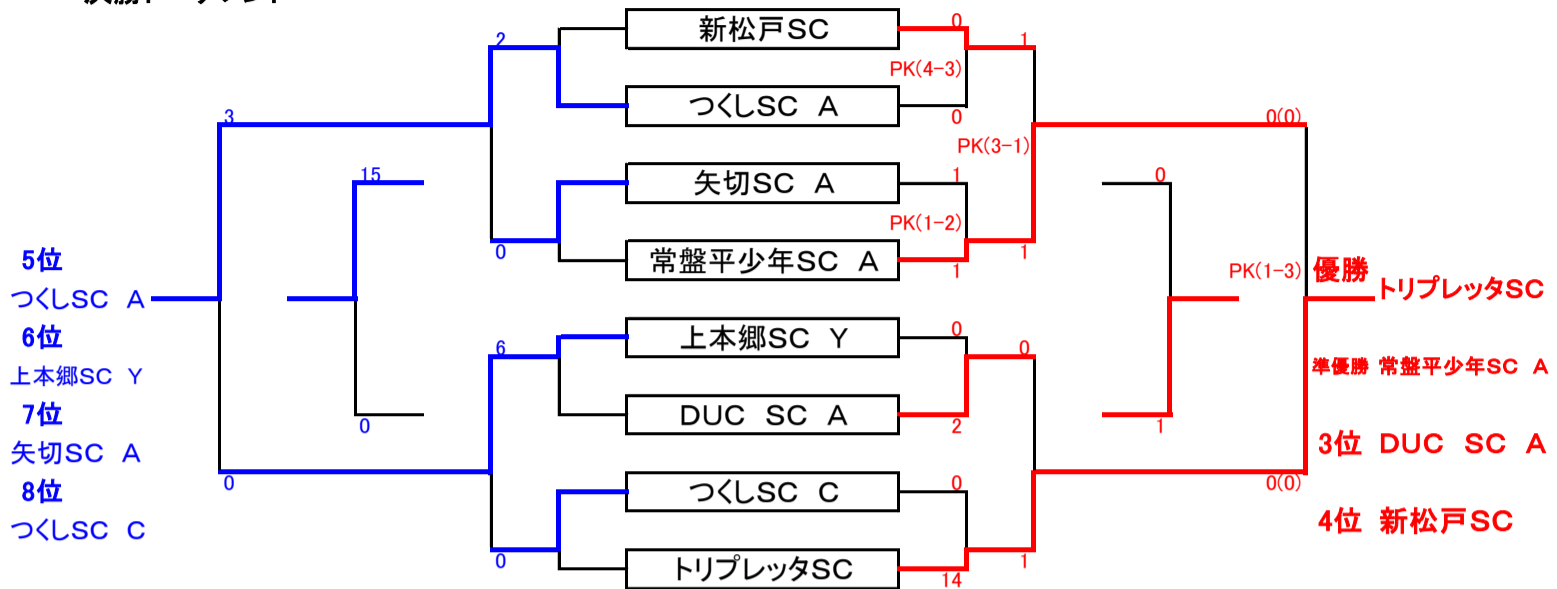 新松戸SC
つくしSC A
矢切SC A
常盤平少年SC A
上本郷SC Y
DUC SC A
つくしSC C
トリプレッタSC
2
3
15
0
0
6
0
0
5位
つくしSC A
6位
上本郷SC Y
7位
矢切SC A
8位
つくしSC C
0
PK(4-3)
0
1
PK(3-1)
1
PK(1-2)
1
1
0
0
2
0
14
1
0(0)
0
PK(1-3)
1
0(0)
優勝 トリプレッタSC
準優勝 常盤平少年SC A
3位 DUC SC A
4位 新松戸SC